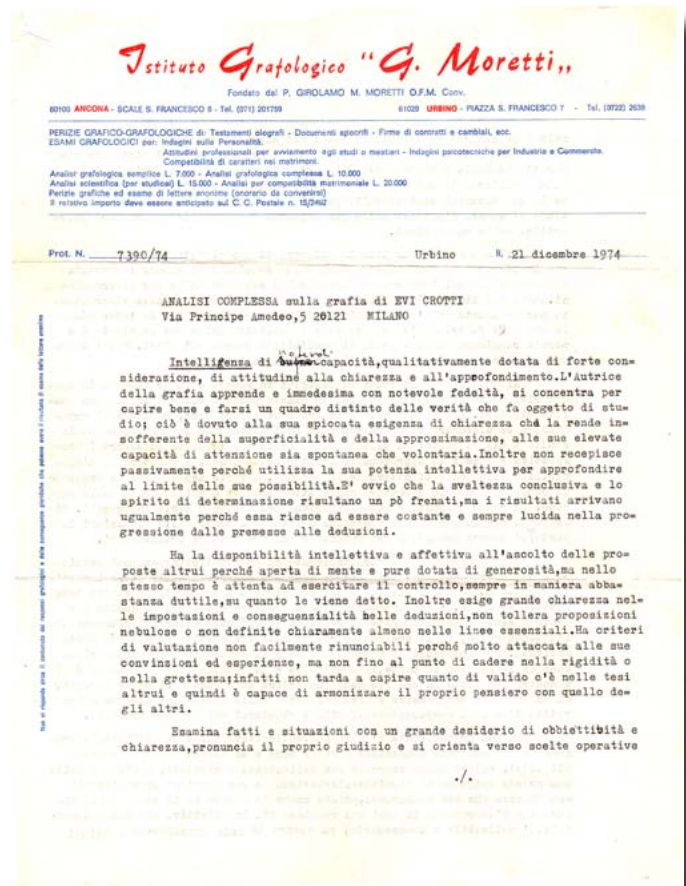 Istituto Grafologico "G. Moretti„
Fondato dal P. GIROLAMO M. MORETTI O.F.M. Conv.
60100 ANCONA - SCALE S. FRANCESCO 8 - Tel. (071) 201759 61029 URBINO - PIAZZA S. FRANCESCO 7 - Tel. (0722) 2639
PERIZIE GRAFICO-GRAFOLOGICHE di: Testamenti olografi - Documenti apocrifi - Firme di contratti e cambiali, ecc.
ESAMI GRAFOLOGICI per: Indagini sulla Personalità.
Attitudini professionali per avviamento agli studi o mestieri - Indagini psicotecniche per Industria e Commercio.
Compatibilità di caratteri nei matrimoni.
Analisi grafologica semplice L. 7.000 - Analisi grafologica complessa L. 10.000
Analisi scientifica (per studiosi) L. 15.000 - Analisi per compatibilità matrimoniale L. 20.000
Perizie grafiche ed esame di lettere anonime (onorario da convenirsi)
Il relativo importo deve essere anticipato sul C. C. Postale n. 15/2462
Prot. N. 7390/74 Urbino li, 21 dicembre 1974
ANALISI COMPLESSA sulla grafia di EVI CROTTI
Via Principe Amedeo,5 20121 MILANO
notevoli
Intelligenza di capacità,qualitativamente dotata di forte con=
siderazione, di attitudine alla chiarezza e all'approfondimento.L'Autrice
della grafia apprende e immedesima con notevole fedeltà, si concentra per
capire bene e farsi un quadro distinto delle verità che fa oggetto di stu=
dio; ciò è dovuto alla sua spiccata esigenza di chiarezza che la rende in=
sofferente della superficialità e della approssimazione, alle sue elevate
capacità di attenzione sia spontanea che volontaria.Inoltre non recepisce
passivamente perché utilizza la sua potenza intellettiva per approfondire
al limite delle sue possibilità.E' ovvio che la sveltezza conclusiva e lo
spirito di determinazione risultano un pò frenati,ma i risultati arrivano
ugualmente perché essa riesce ad essere costante e sempre lucida nella pro=
gressione dalle premesse alle deduzioni.
Ha la disponibilità intellettiva e affettiva all'ascolto delle pro=
poste altrui perché aperta di mente e pure dotata di generosità,ma nello
stesso tempo è attenta ad esercitare il controllo,sempre in maniera abba=
stanza duttile,su quanto le viene detto. Inoltre esige grande chiarezza nel=
le impostazioni e consequenzialità nelle deduzioni,non tollera proposizioni
nebulose o non definite chiaramente almeno nelle linee essenziali.Ha criteri
di valutazione non facilmente rinunciabili perché molto attaccata alle sue
convinzioni ed esperienze, ma non fino al punto di cadere nella rigidità o
nella grettezza;infatti non tarda a capire quanto di valido c'è nelle tesi
altrui e quindi è capace di armonizzare il proprio pensiero con quello de=
gli altri.
Esamina fatti e situazioni con un grande desiderio di obbiettibità e
chiarezza,pronuncia il proprio giudizio e si orienta verso scelte operative
./.